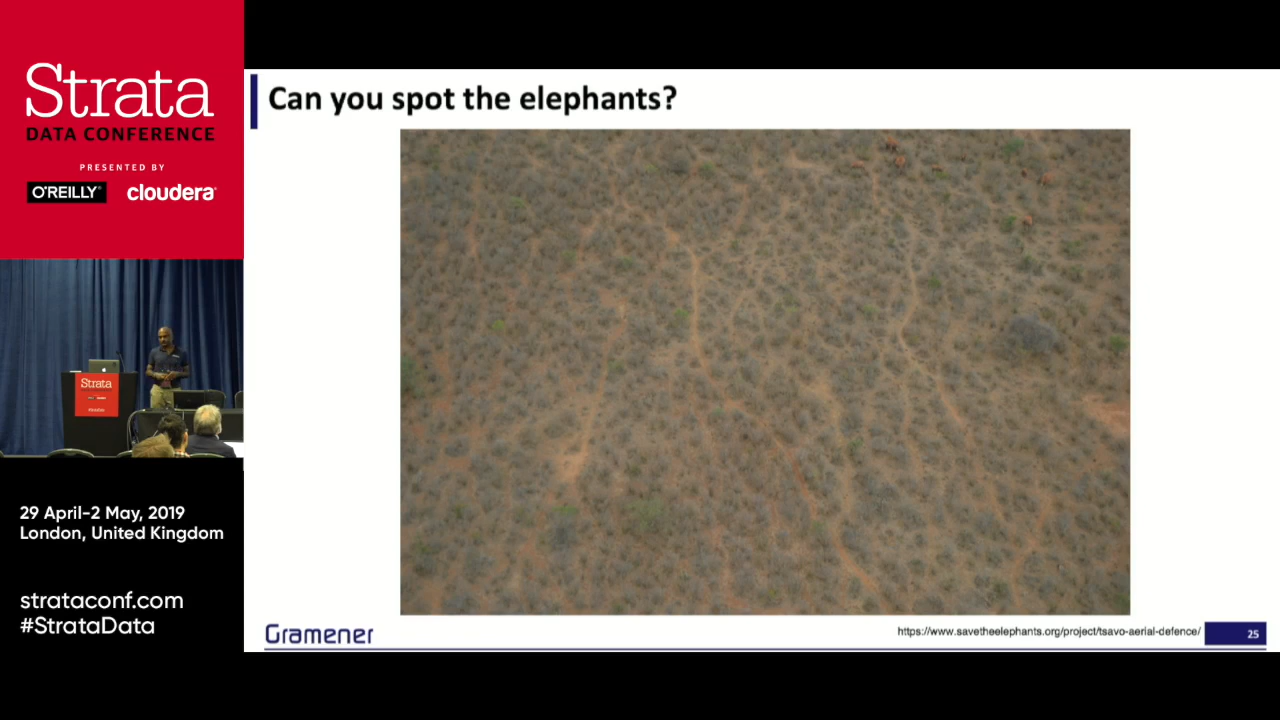 Strata
DATA CONFERENCE
PRESENTED BY
O'REILLY®
cloudera®
29 April-2 May, 2019
London, United Kingdom
strataconf.com
#StrataData
Strata
Can you spot the elephants?
Gramener
https://www.savetheelephants.org/project/tsavo-aerial-defence/
25